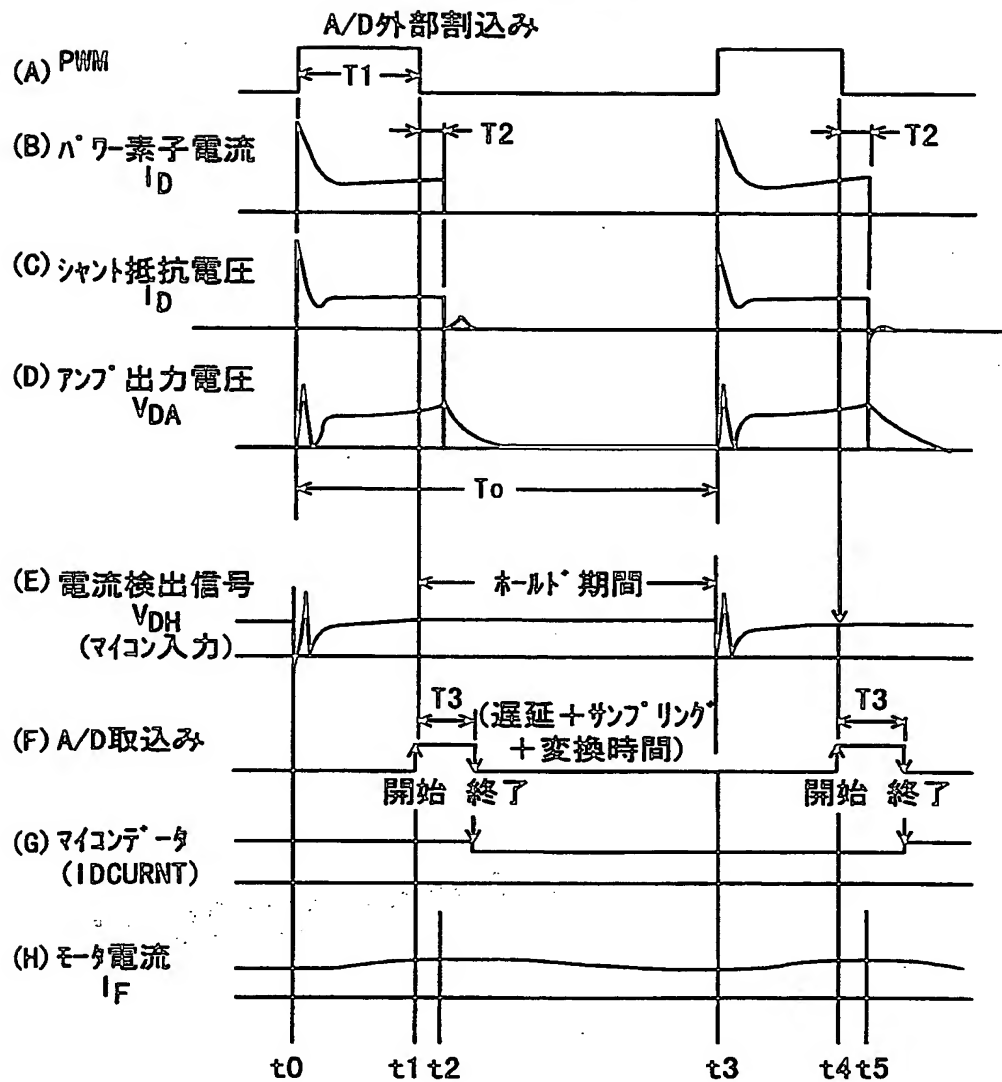 A/D外部割込み
(A) PWM
T1
(B) パワー素子電流
ID
T2
T2
(C) シャント抵抗電圧
ID
(D) アンプ出力電圧
VDA
To
(E) 電流検出信号
VDH
(マイコン入力)
ホールド期間
T3
(遅延+サンプリング
+変換時間)
T3
(F) A/D取込み
開始 終了
開始 終了
(G) マイコンデータ
(IDCURNT)
(H) モータ電流
IF
t0
t1
t2
t3
t4
t5